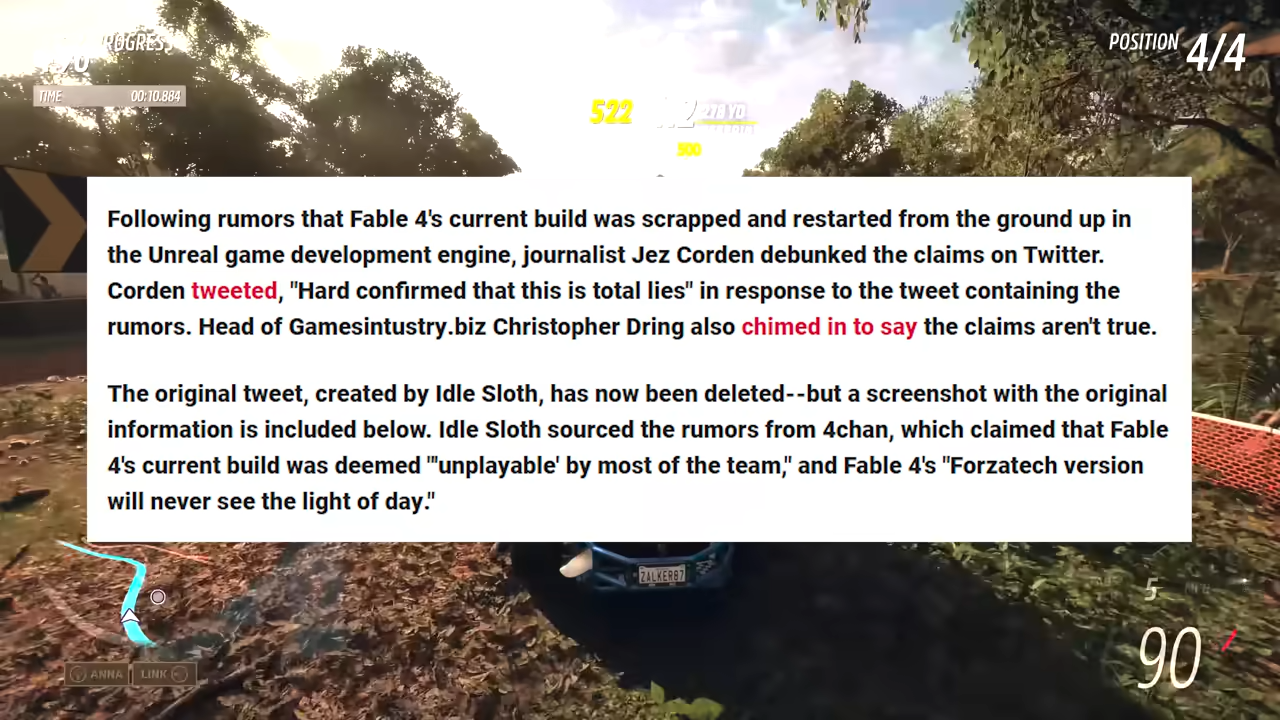 POSITION 4/4
TIME 00:10.884
522
500
Following rumors that Fable 4's current build was scrapped and restarted from the ground up in
the Unreal game development engine, journalist Jez Corden debunked the claims on Twitter.
Corden tweeted, "Hard confirmed that this is total lies" in response to the tweet containing the
rumors. Head of Gamesintustry.biz Christopher Dring also chimed in to say the claims aren't true.
The original tweet, created by Idle Sloth, has now been deleted--but a screenshot with the original
information is included below. Idle Sloth sourced the rumors from 4chan, which claimed that Fable
4's current build was deemed "'unplayable' by most of the team," and Fable 4's "Forzatech version
will never see the light of day."
ZALKER87
5
90
ANNA LINK